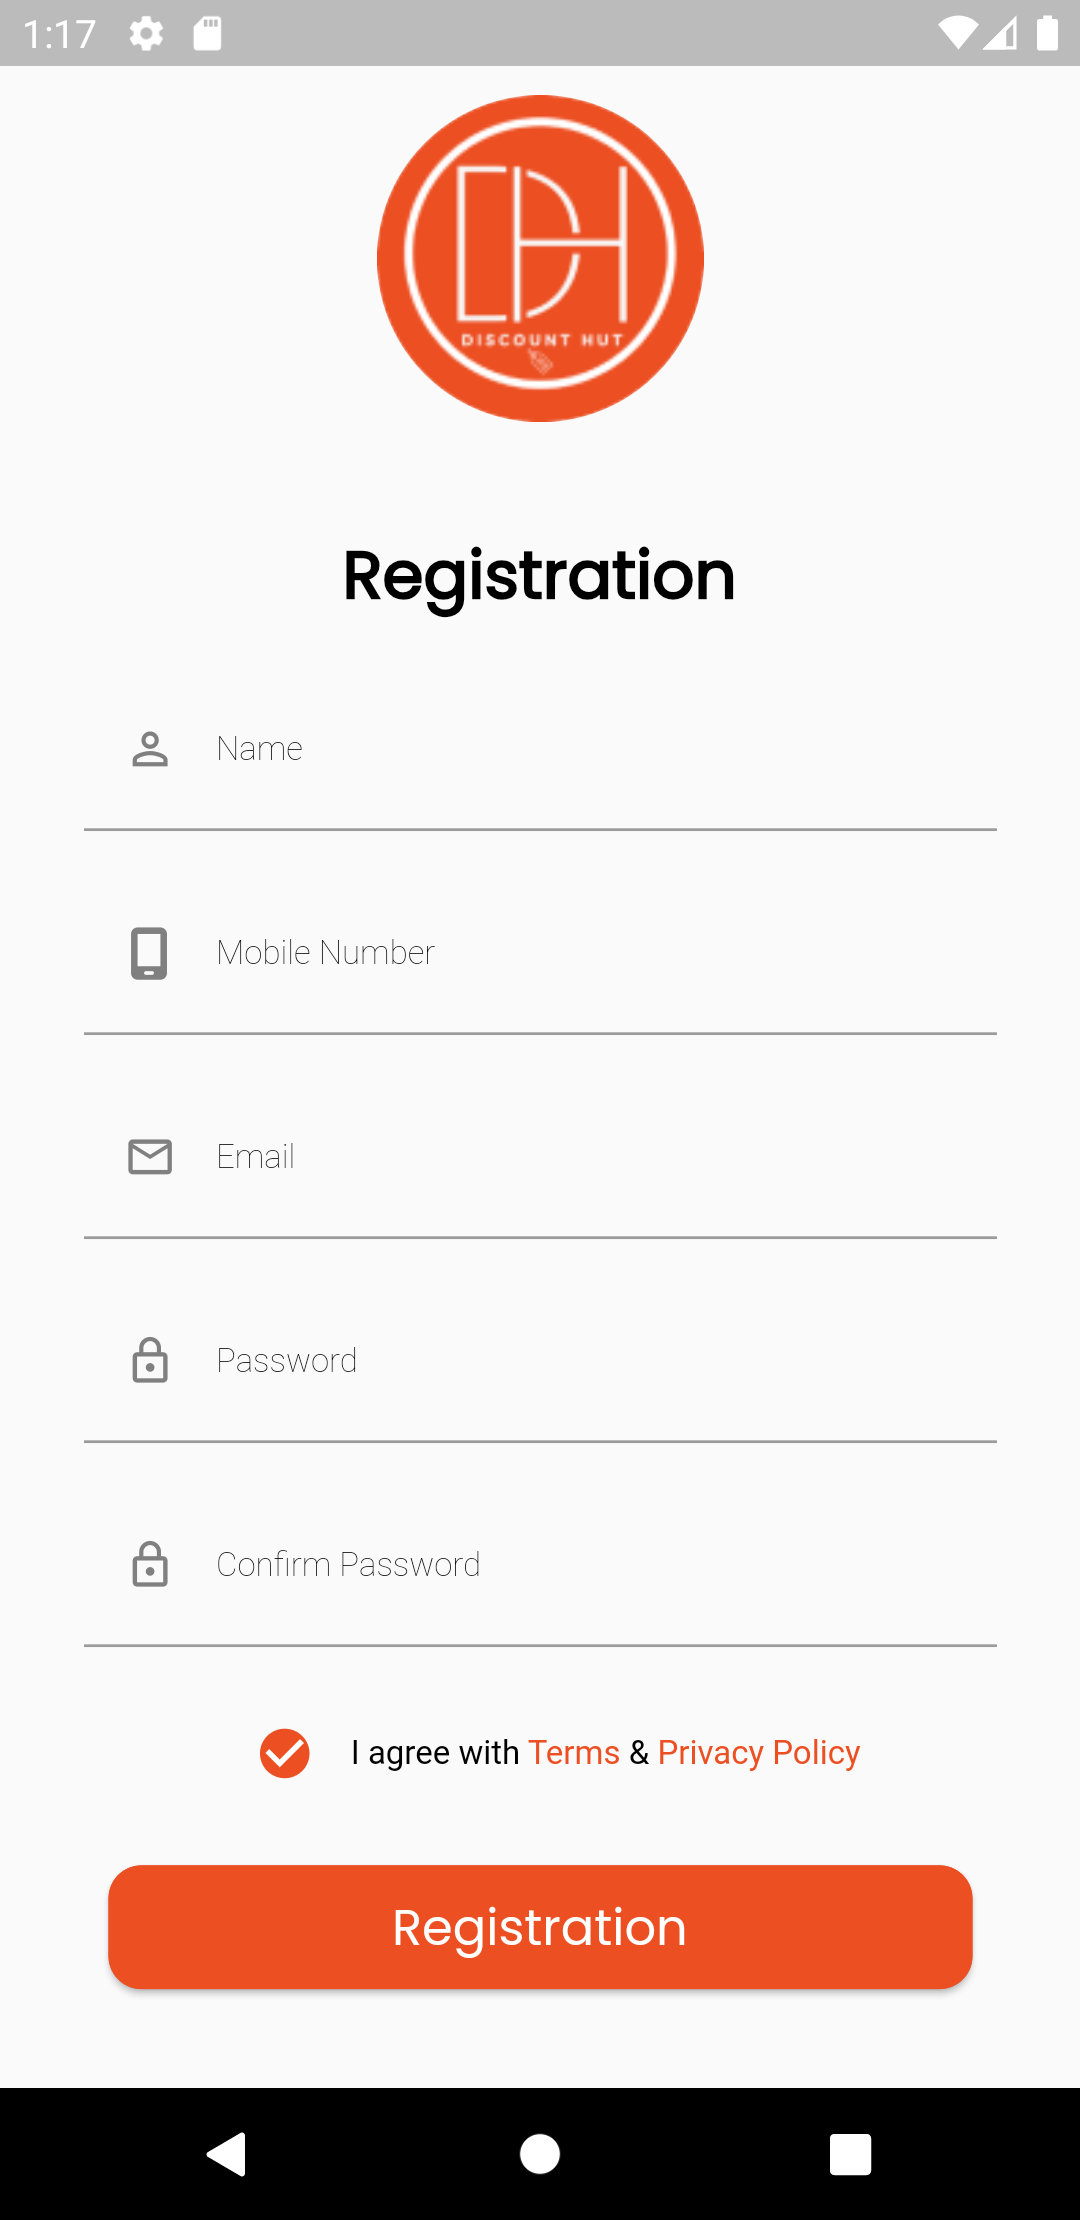 1:17
DH
DISCOUNT HUT
Registration
Name
Mobile Number
Email
Password
Confirm Password
I agree with Terms & Privacy Policy
Registration